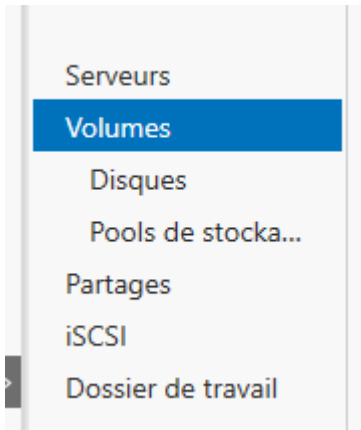 Serveurs
Volumes
Disques
Pools de stocka...
Partages
iSCSI
Dossier de travail